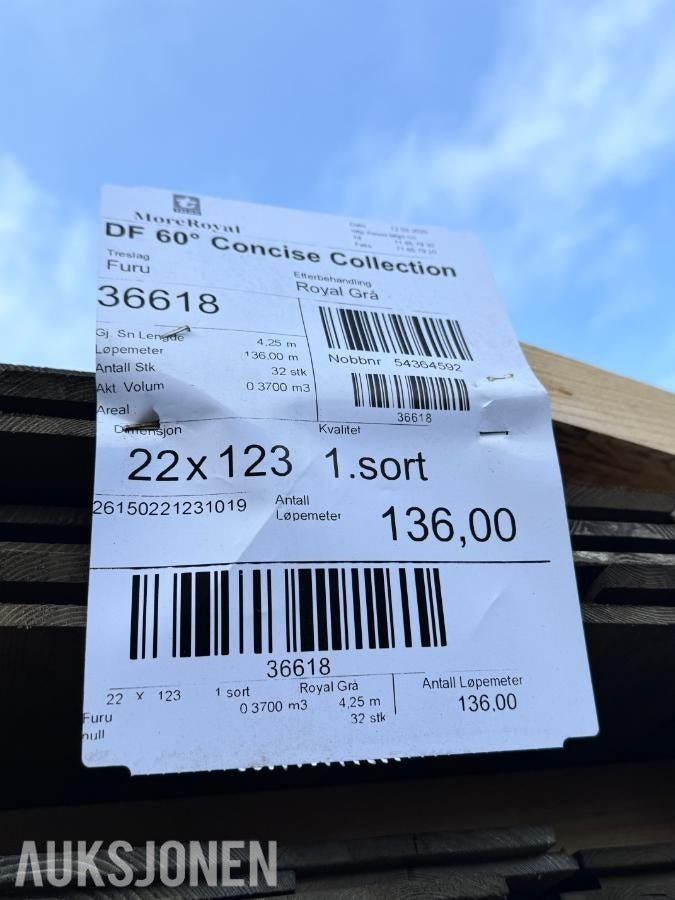 MoreRoyal
DF 60° Concise Collection
Treslag
Furu
Etterbehandling
Royal Grå
36618
Gj. Sn Lengde 4,25 m
Løpemeter 136,00 m
Antall Stk 32 stk
Akt. Volum 0.3700 m3
Areal
Nobbnr 54364592
36618
Dimensjon
Kvalitet
22 x 123 1.sort
26150221231019
Antall
Løpemeter
136,00
36618
22 x 123 1 sort Royal Grå Antall Løpemeter
0.3700 m3 4,25 m 136,00
Furu 32 stk
null
AUKSJONEN